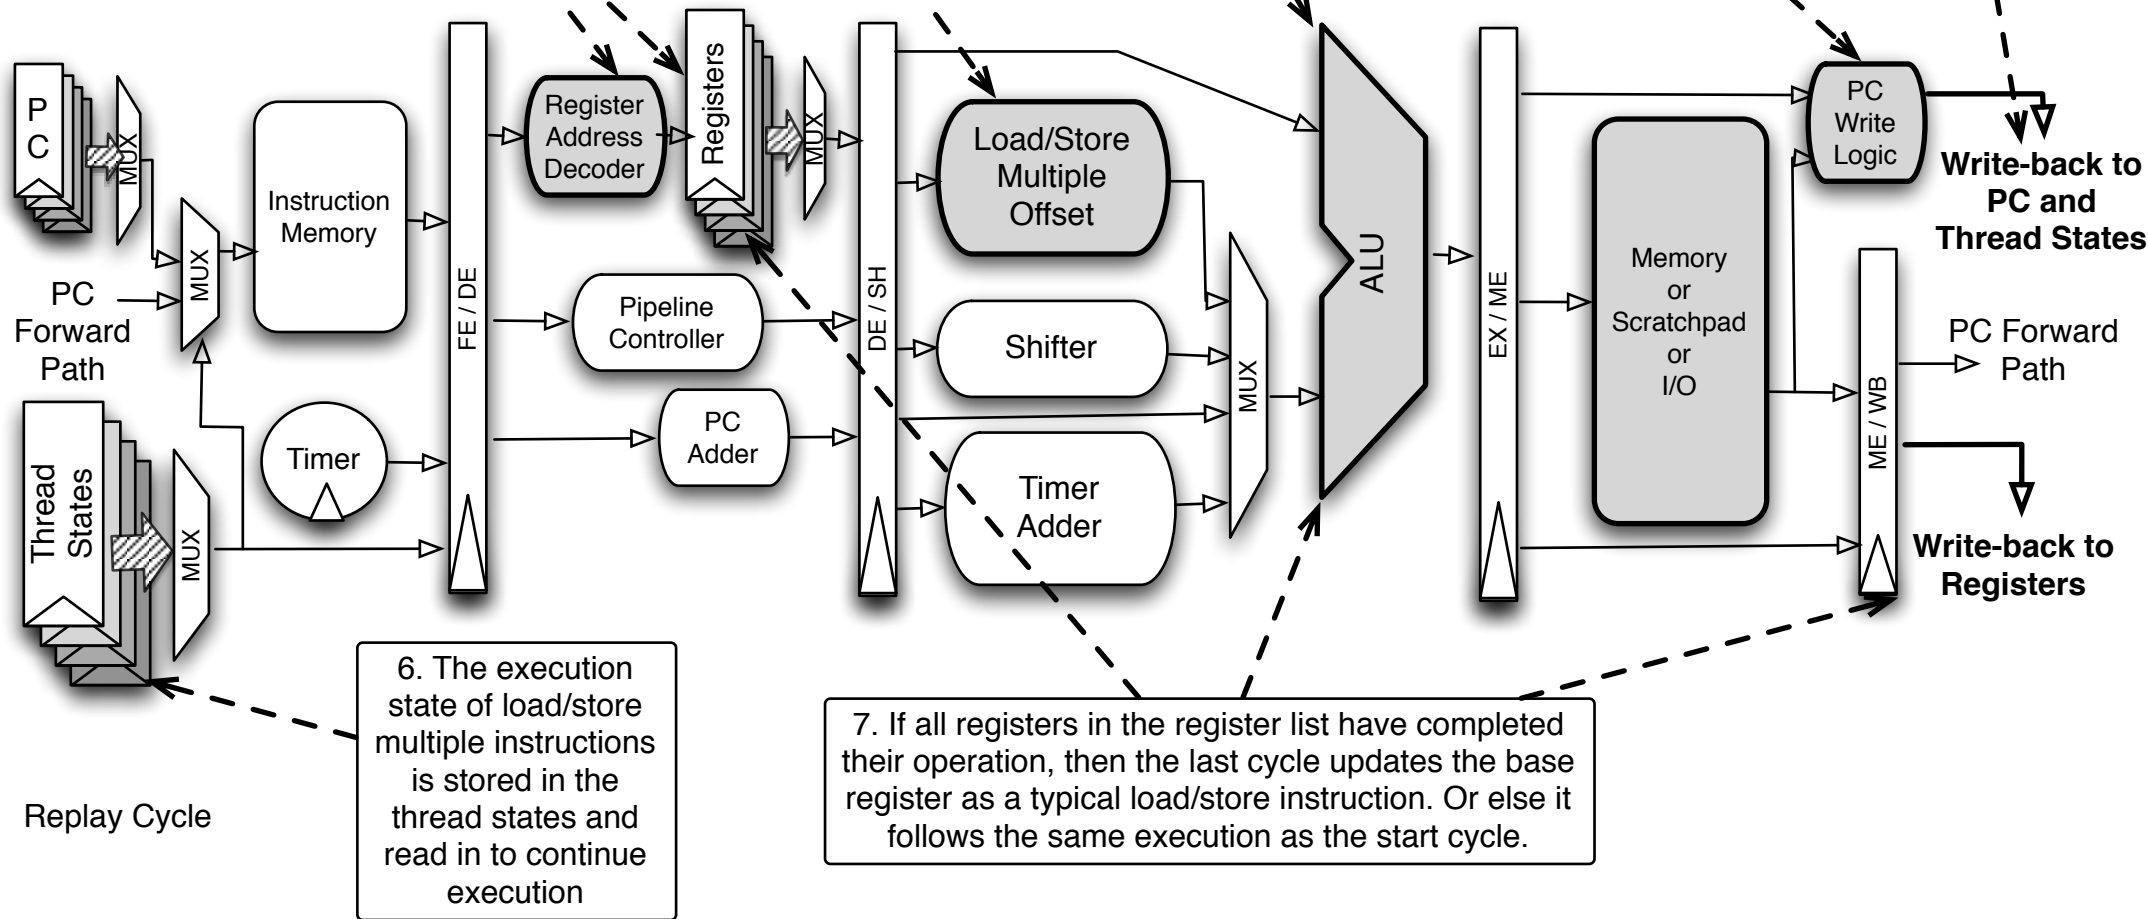 P
C
MUX
MUX
PC
Forward
Path
Instruction
Memory
Thread
States
MUX
Timer
FE / DE
Register
Address
Decoder
Registers
MUX
Pipeline
Controller
PC
Adder
DE / SH
Load/Store
Multiple
Offset
Shifter
Timer
Adder
MUX
ALU
EX / ME
Memory
or
Scratchpad
or
I/O
PC
Write
Logic
Write-back to
PC and
Thread States
ME / WB
PC Forward
Path
Write-back to
Registers
Replay Cycle
6. The execution
state of load/store
multiple instructions
is stored in the
thread states and
read in to continue
execution
7. If all registers in the register list have completed
their operation, then the last cycle updates the base
register as a typical load/store instruction. Or else it
follows the same execution as the start cycle.